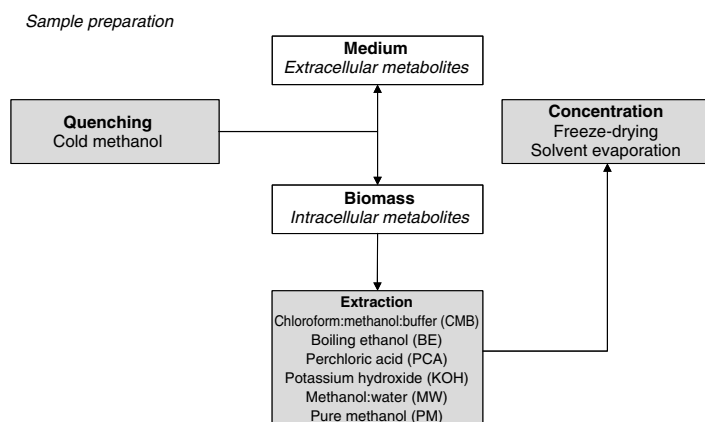 Sample preparation
Medium
Extracellular metabolites
Quenching
Cold methanol
Concentration
Freeze-drying
Solvent evaporation
Biomass
Intracellular metabolites
Extraction
Chloroform:methanol:buffer (CMB)
Boiling ethanol (BE)
Perchloric acid (PCA)
Potassium hydroxide (KOH)
Methanol:water (MW)
Pure methanol (PM)